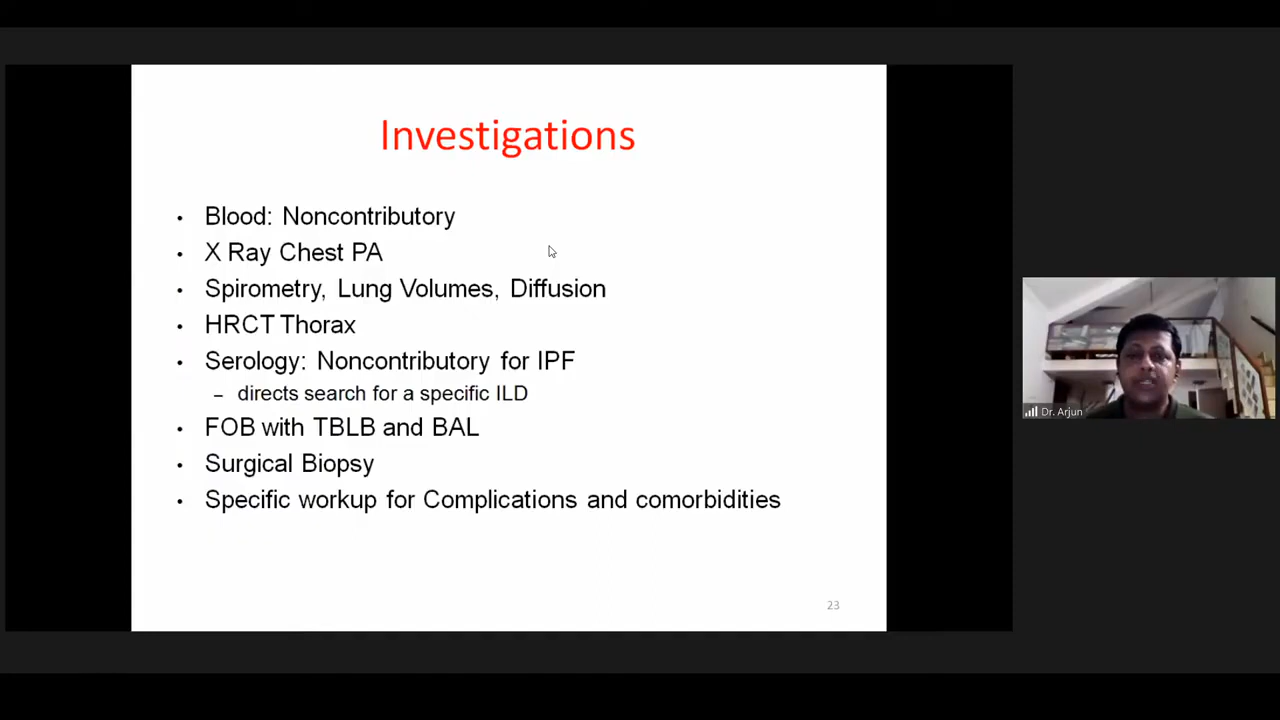 Investigations
• Blood: Noncontributory
• X Ray Chest PA
• Spirometry, Lung Volumes, Diffusion
• HRCT Thorax
• Serology: Noncontributory for IPF
– directs search for a specific ILD
• FOB with TBLB and BAL
• Surgical Biopsy
• Specific workup for Complications and comorbidities
23
Dr. Arjun